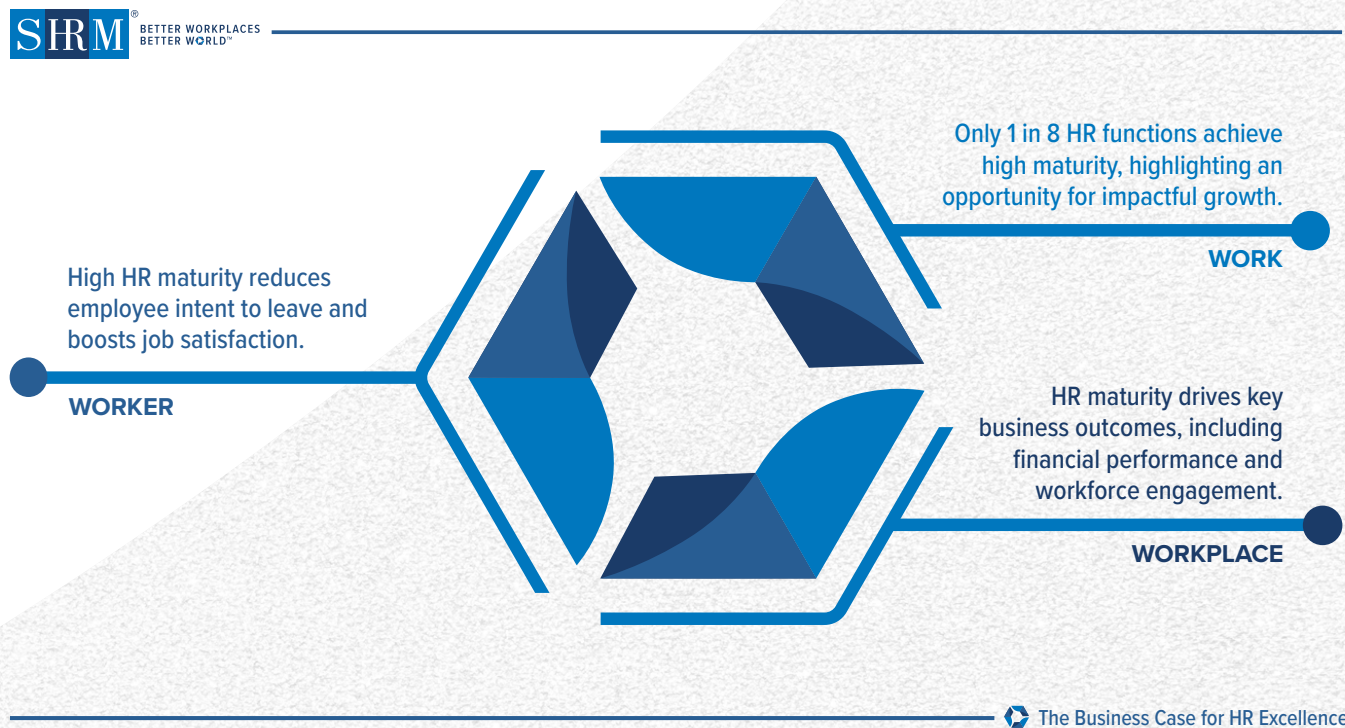 SHRM®
BETTER WORKPLACES
BETTER WORLD™
Only 1 in 8 HR functions achieve
high maturity, highlighting an
opportunity for impactful growth.
WORK
High HR maturity reduces
employee intent to leave and
boosts job satisfaction.
WORKER
HR maturity drives key
business outcomes, including
financial performance and
workforce engagement.
WORKPLACE
The Business Case for HR Excellence